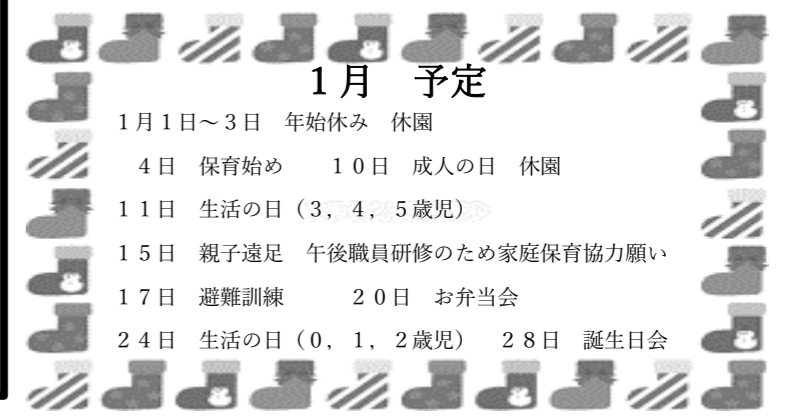 １月　予定
１月１日～３日　年始休み　休園
４日　保育始め　　１０日　成人の日　休園
１１日　生活の日（３，４，５歳児）
１５日　親子遠足　午後職員研修のため家庭保育協力願い
１７日　避難訓練　　　２０日　お弁当会
２４日　生活の日（０，１，２歳児）　２８日　誕生日会